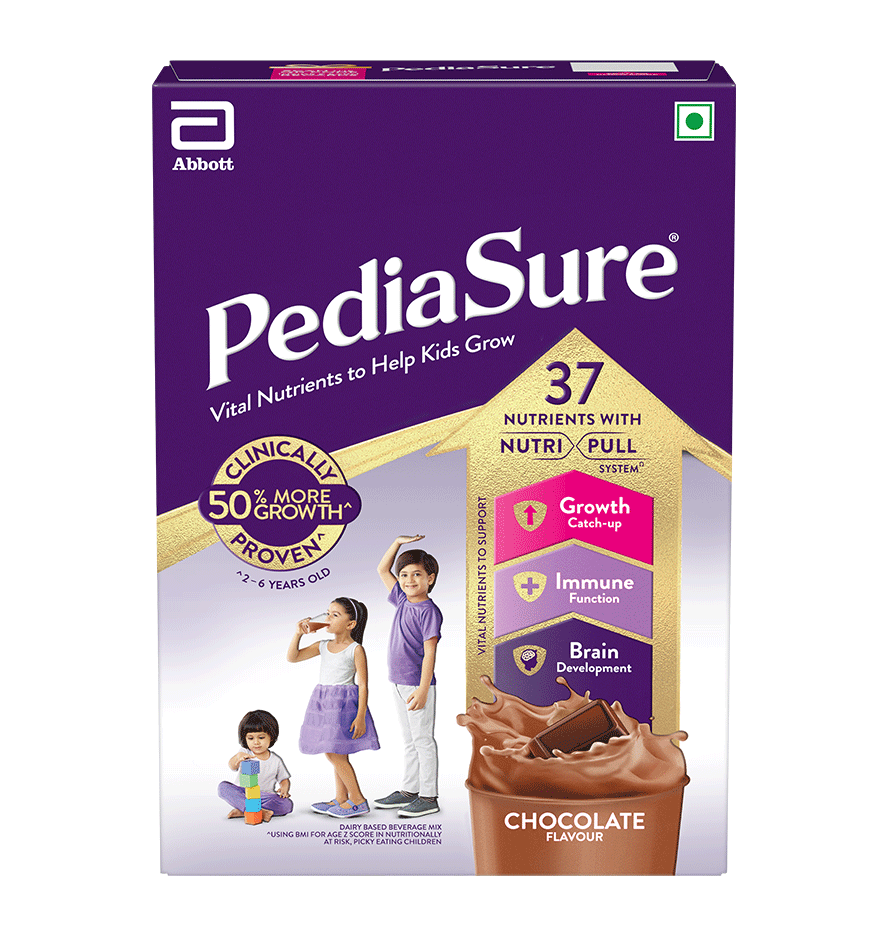 PediaSure
Abbott
PediaSure®
Vital Nutrients to Help Kids Grow
37
NUTRIENTS WITH
NUTRI PULL
SYSTEM
CLINICALLY
50% MORE
GROWTH^
PROVEN^
^2-6 YEARS OLD
VITAL NUTRIENTS TO SUPPORT
Growth
Catch-up
Immune
Function
Brain
Development
CHOCOLATE
FLAVOUR
DAIRY BASED BEVERAGE MIX
^USING BMI FOR AGE Z SCORE IN NUTRITIONALLY
AT RISK, PICKY EATING CHILDREN